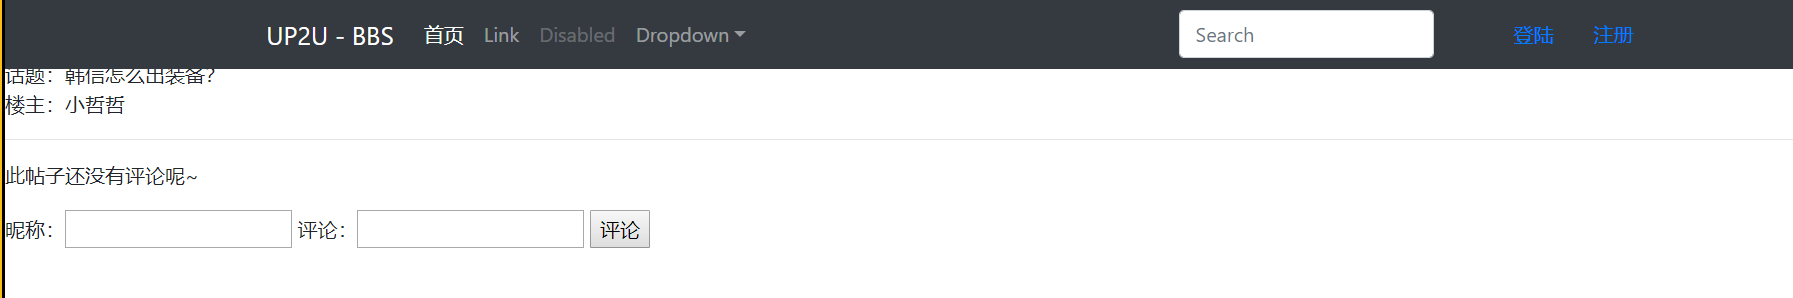 UP2U - BBS 首页 Link Disabled Dropdown Search 登陆 注册
话题：韩信怎么出装备？
楼主：小哲哲
此帖子还没有评论呢~
昵称： 评论： 评论